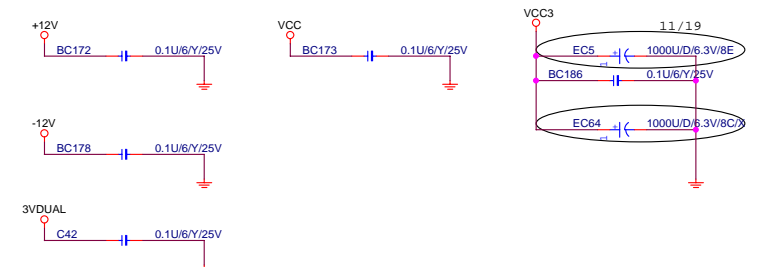 +12V
BC172 0.1U/6/Y/25V
VCC
BC173 0.1U/6/Y/25V
VCC3
11/19
EC5 1000U/D/6.3V/8E
+
1
BC186 0.1U/6/Y/25V
EC64 1000U/D/6.3V/8C/X
+
1
-12V
BC178 0.1U/6/Y/25V
3VDUAL
C42 0.1U/6/Y/25V